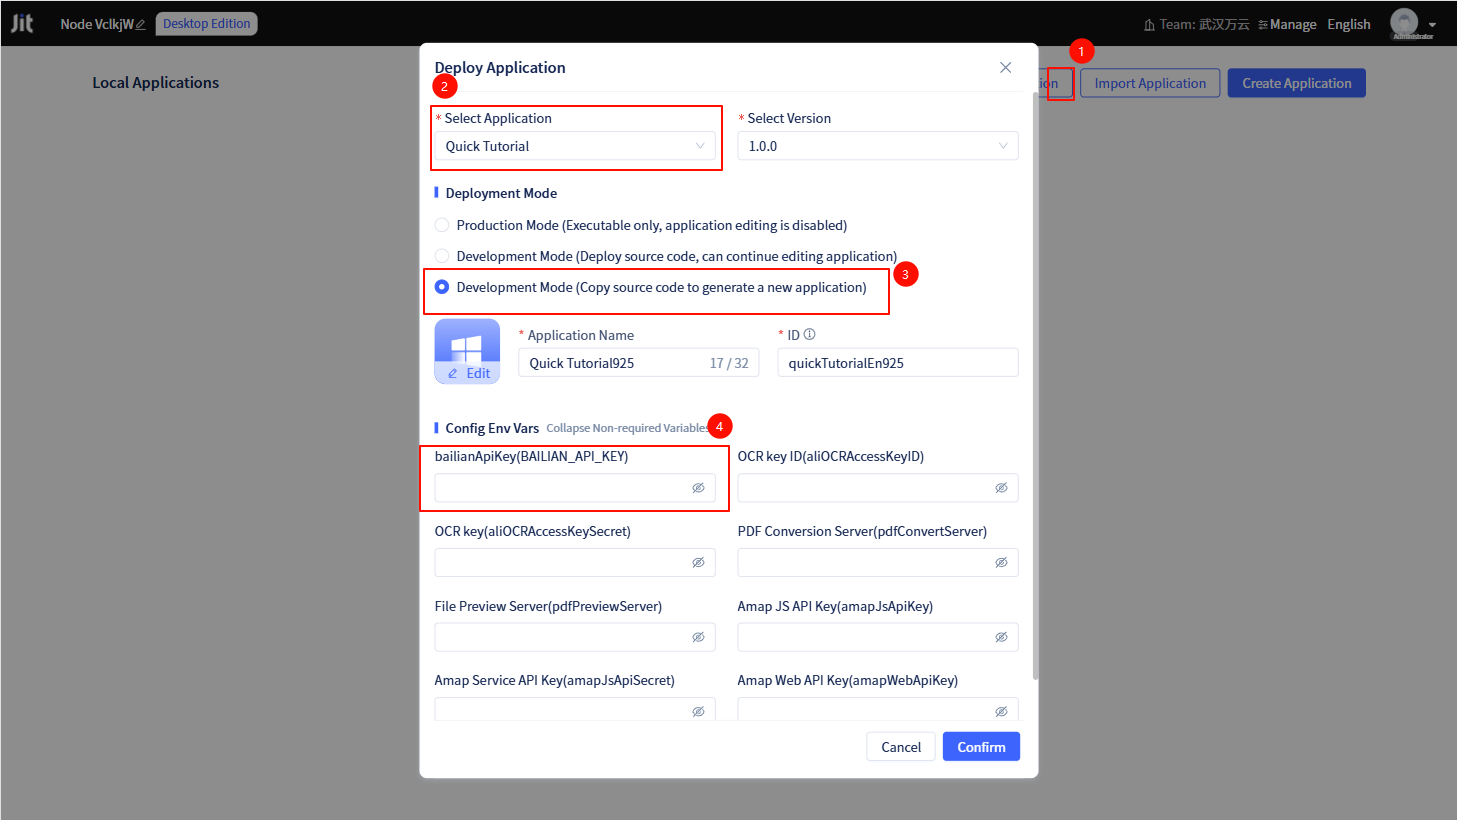 Jit Node VclkjW Desktop Edition Team: 武汉万云 Manage English
Administrator
Local Applications
1
Import Application Create Application
Deploy Application
2
* Select Application * Select Version
Quick Tutorial 1.0.0
Deployment Mode
Production Mode (Executable only, application editing is disabled)
Development Mode (Deploy source code, can continue editing application)
3
Development Mode (Copy source code to generate a new application)
* Application Name * ID
Quick Tutorial925 17 / 32 quickTutorialEn925
Edit
Config Env Vars Collapse Non-required Variables 4
bailianApiKey(BAILIAN_API_KEY) OCR key ID(aliOCRAccessKeyID)
OCR key(aliOCRAccessKeySecret) PDF Conversion Server(pdfConvertServer)
File Preview Server(pdfPreviewServer) Amap JS API Key(amapJsApiKey)
Amap Service API Key(amapJsApiSecret) Amap Web API Key(amapWebApiKey)
Cancel Confirm